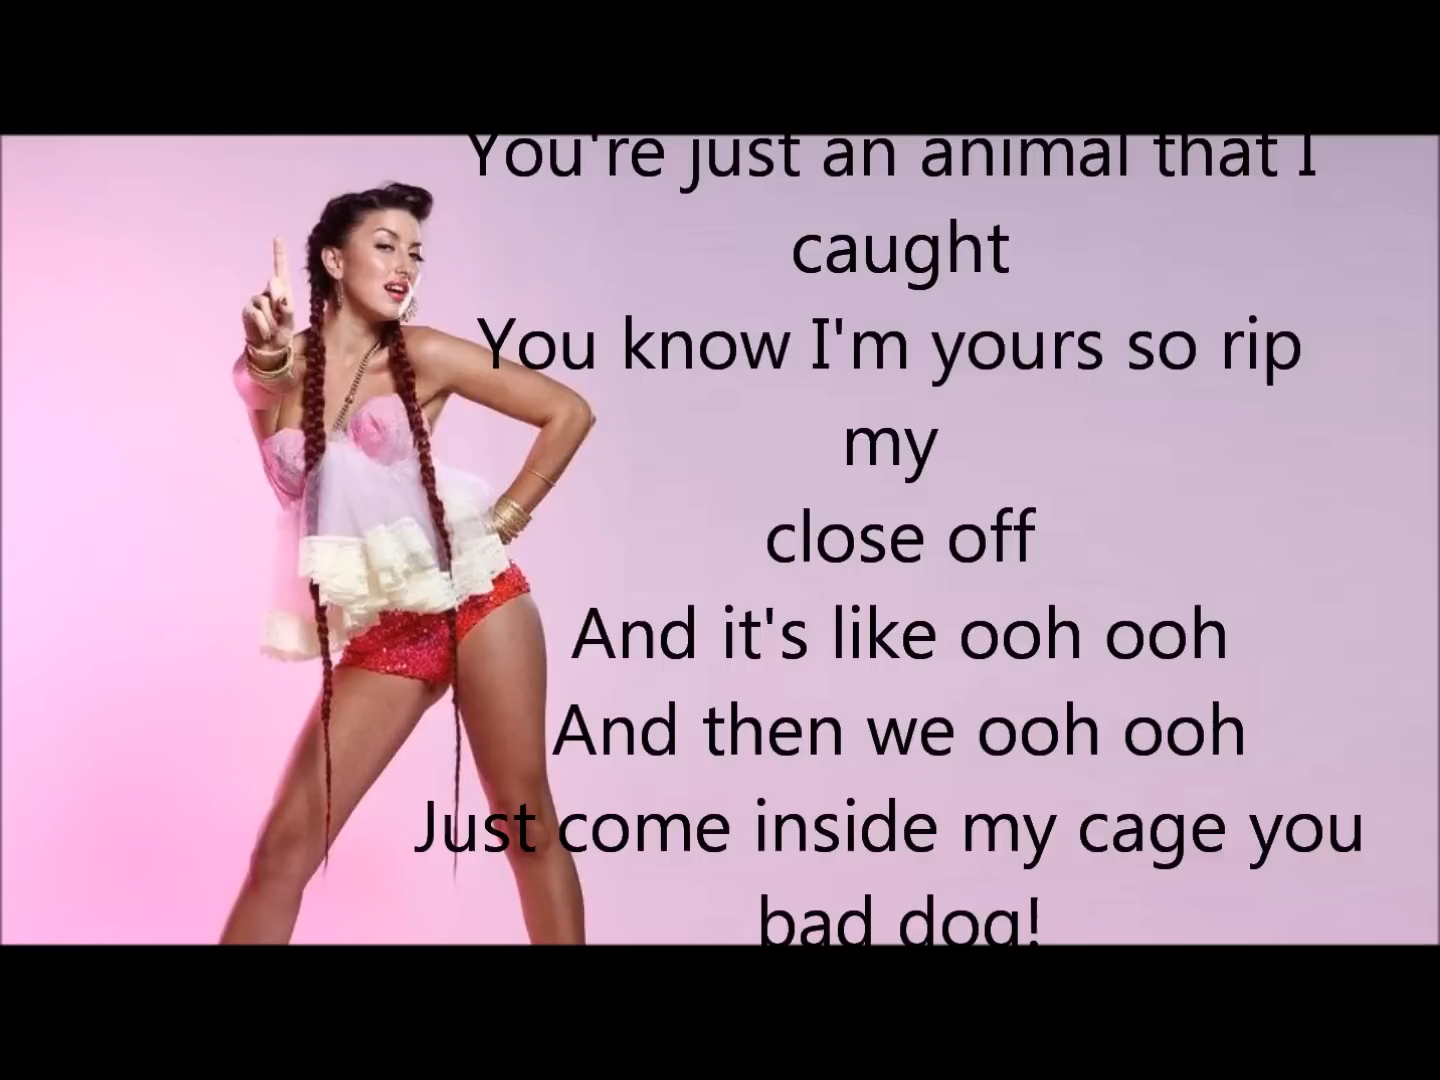 You're just an animal that I
caught
You know I'm yours so rip
my
close off
And it's like ooh ooh
And then we ooh ooh
Just come inside my cage you
bad dog!